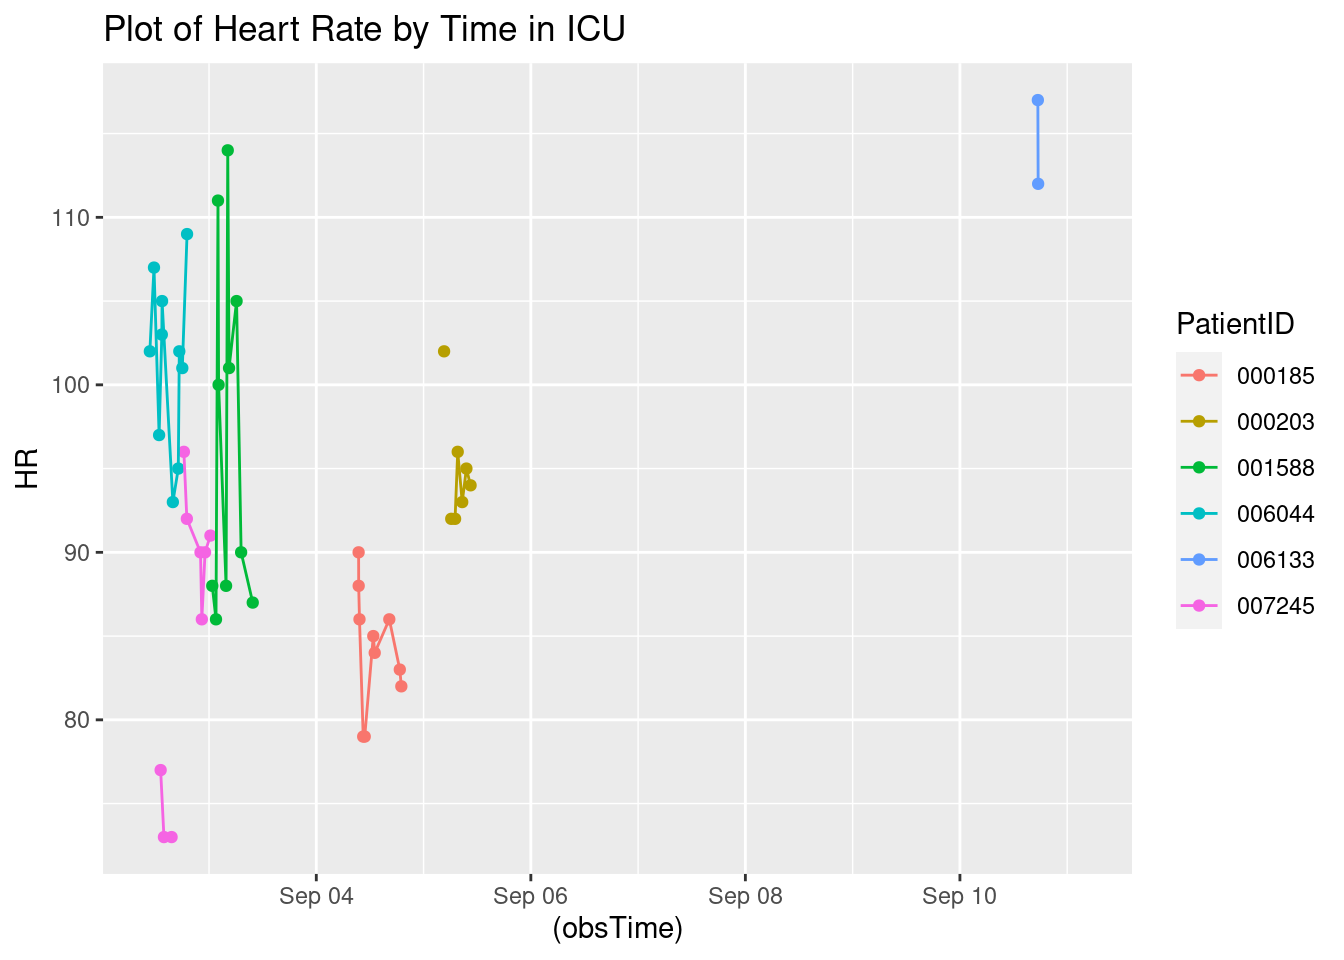 Plot of Heart Rate by Time in ICU
HR
110
100
90
80
Sep 04
Sep 06
Sep 08
Sep 10
(obsTime)
PatientID
000185
000203
001588
006044
006133
007245